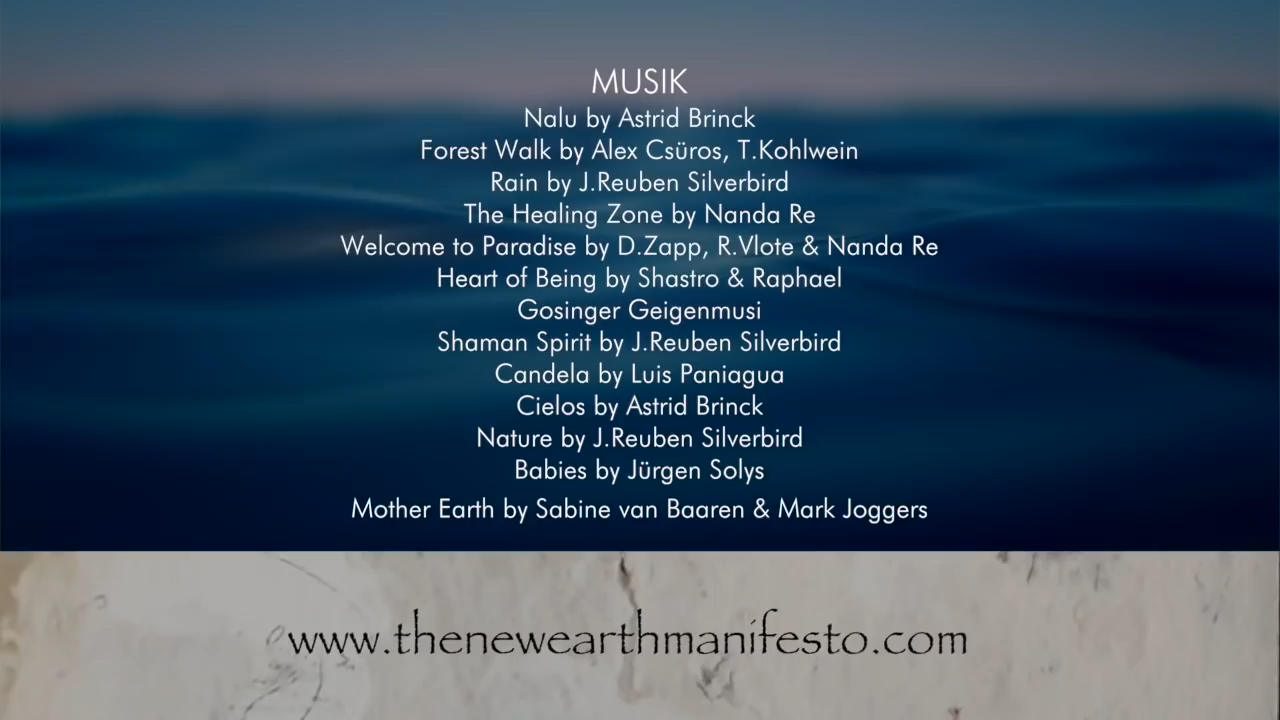 MUSIK
Nalu by Astrid Brinck
Forest Walk by Alex Csüros, T.Kohlwein
Rain by J.Reuben Silverbird
The Healing Zone by Nanda Re
Welcome to Paradise by D.Zapp, R.Vlote & Nanda Re
Heart of Being by Shastro & Raphael
Gosinger Geigenmusi
Shaman Spirit by J.Reuben Silverbird
Candela by Luis Paniagua
Cielos by Astrid Brinck
Nature by J.Reuben Silverbird
Babies by Jürgen Solys
Mother Earth by Sabine van Baaren & Mark Joggers
www.thenewearthmanifesto.com